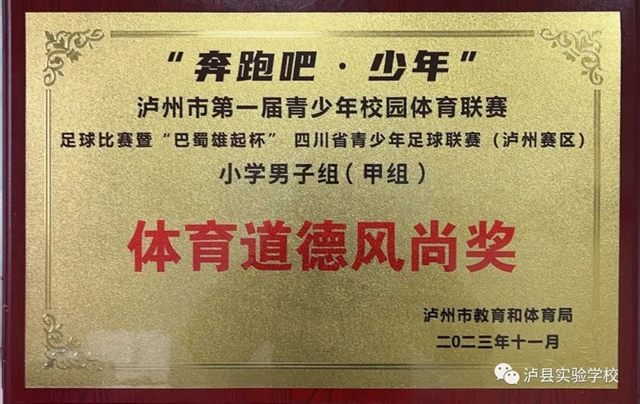 “奔跑吧·少年”
泸州市第一届青少年校园体育联赛
足球比赛暨“巴蜀雄起杯” 四川省青少年足球联赛（泸州赛区）
小学男子组（甲组）
体育道德风尚奖
泸州市教育和体育局
二0二三年十一月
泸县实验学校